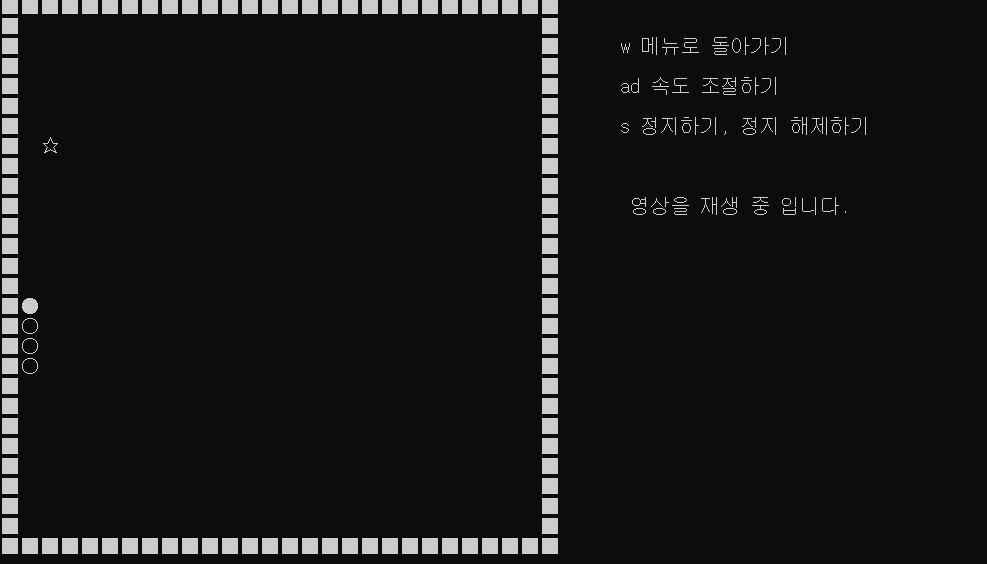 w 메뉴로 돌아가기
ad 속도 조절하기
s 정지하기, 정지 해제하기
영상을 재생 중 입니다.